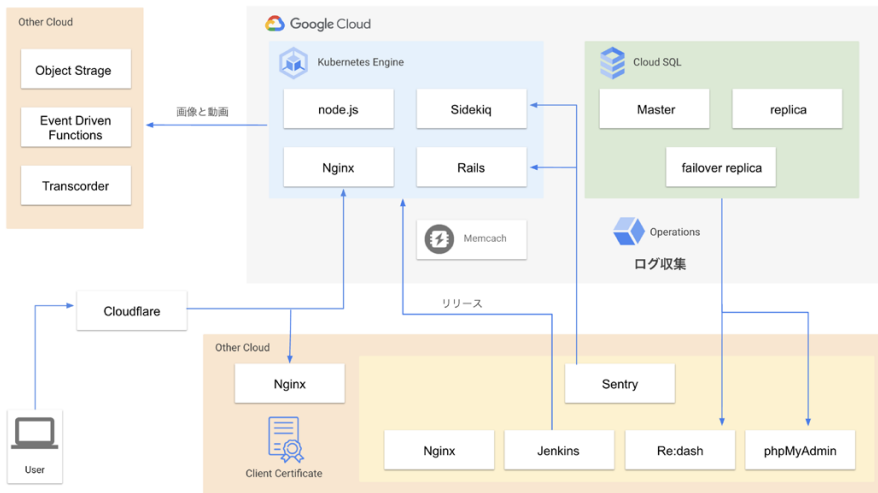 Other Cloud
Object Strage
Event Driven
Functions
Transcorder
画像と動画
Google Cloud
Kubernetes Engine
node.js
Sidekiq
Nginx
Rails
Cloud SQL
Master
replica
failover replica
Memcach
Operations
ログ収集
リリース
Cloudflare
User
Other Cloud
Nginx
Client Certificate
Sentry
Nginx
Jenkins
Re:dash
phpMyAdmin